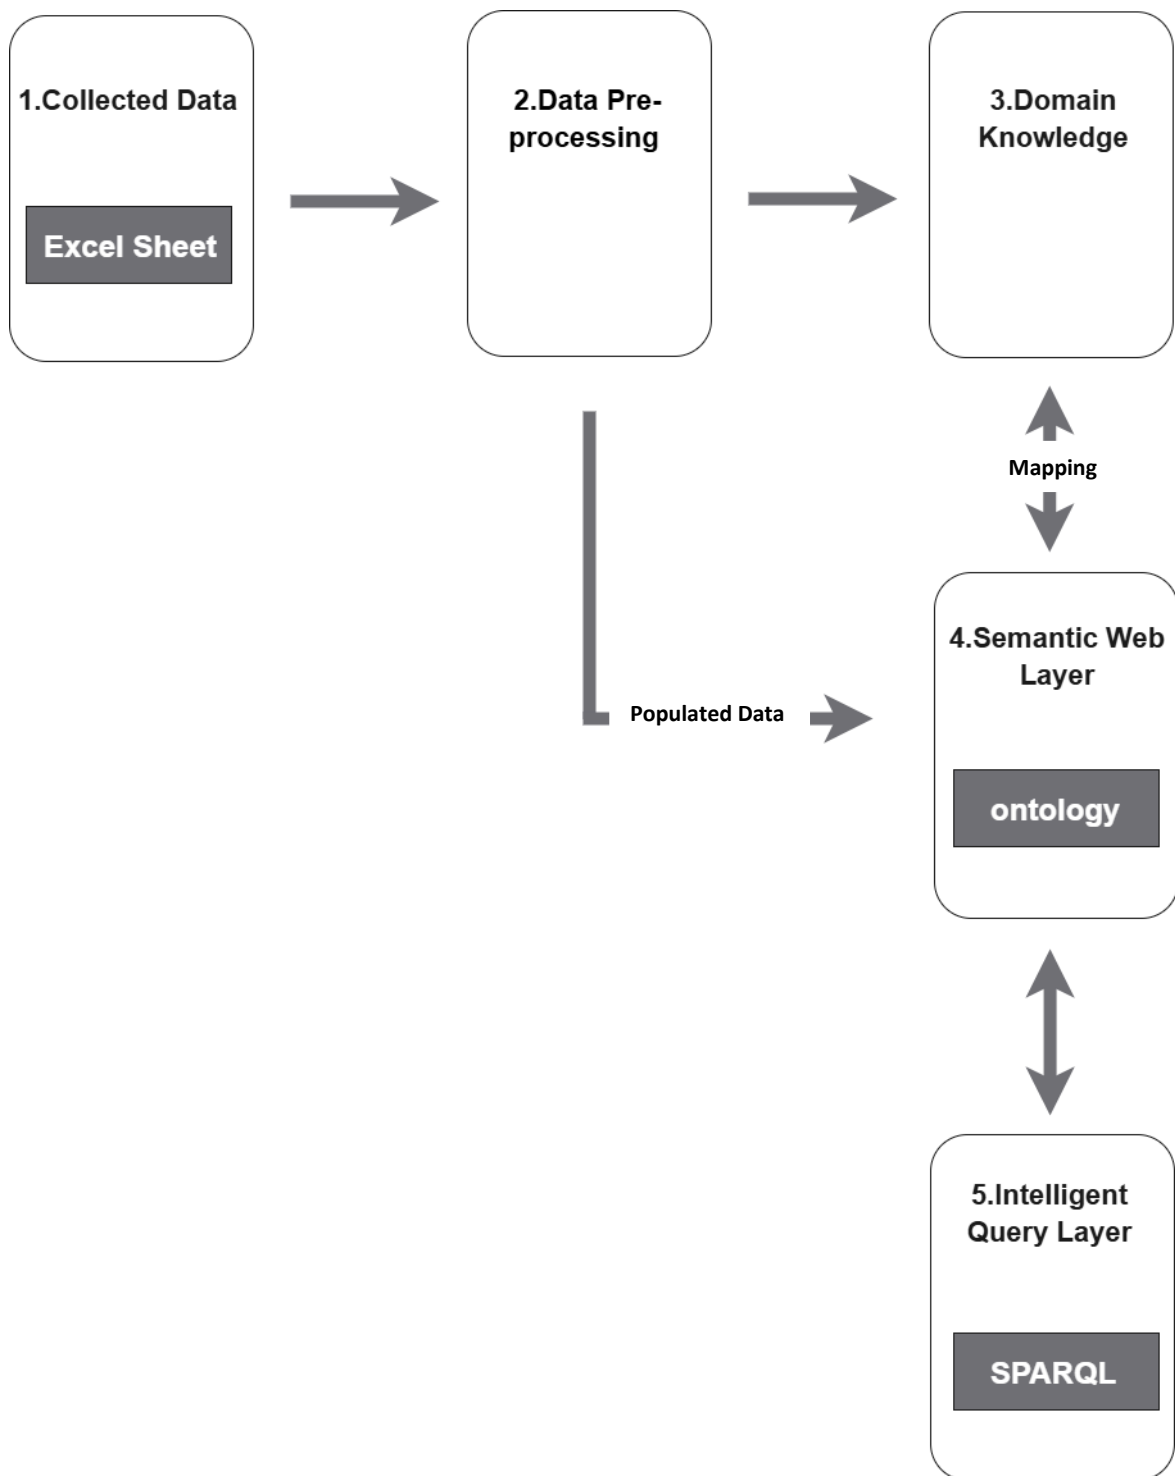 1.Collected Data
Excel Sheet
2.Data Pre-
processing
3.Domain
Knowledge
Mapping
4.Semantic Web
Layer
Populated Data
ontology
5.Intelligent
Query Layer
SPARQL